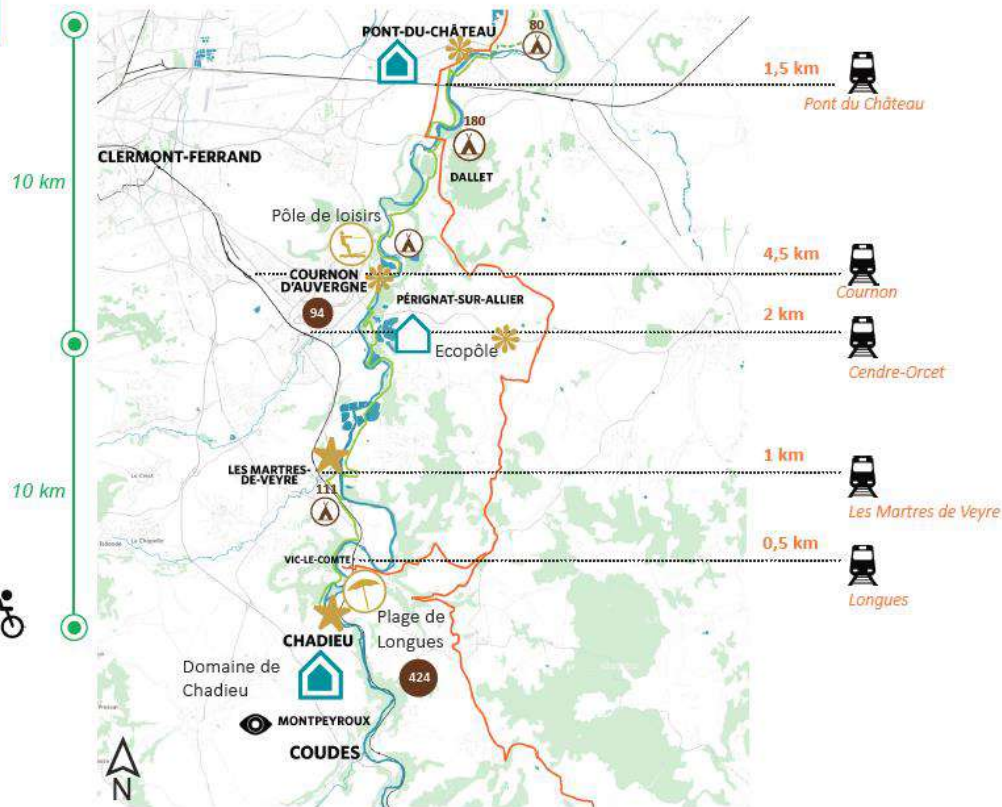 PONT-DU-CHÂTEAU
80
1,5 km
Pont du Château
180
CLERMONT-FERRAND
DALLET
10 km
Pôle de loisirs
4,5 km
COURNON
D'AUVERGNE
Cournon
PÉRIGNAT-SUR-ALLIER
94
2 km
Ecopôle
Cendre-Orcet
1 km
LES MARTRES-
DE-VEYRE
10 km
111
Les Martres de Veyre
0,5 km
VIC-LE-COMTE
Longues
Plage de
Longues
CHADIEU
Domaine de
Chadieu
424
MONTPEYROUX
COUDES
N